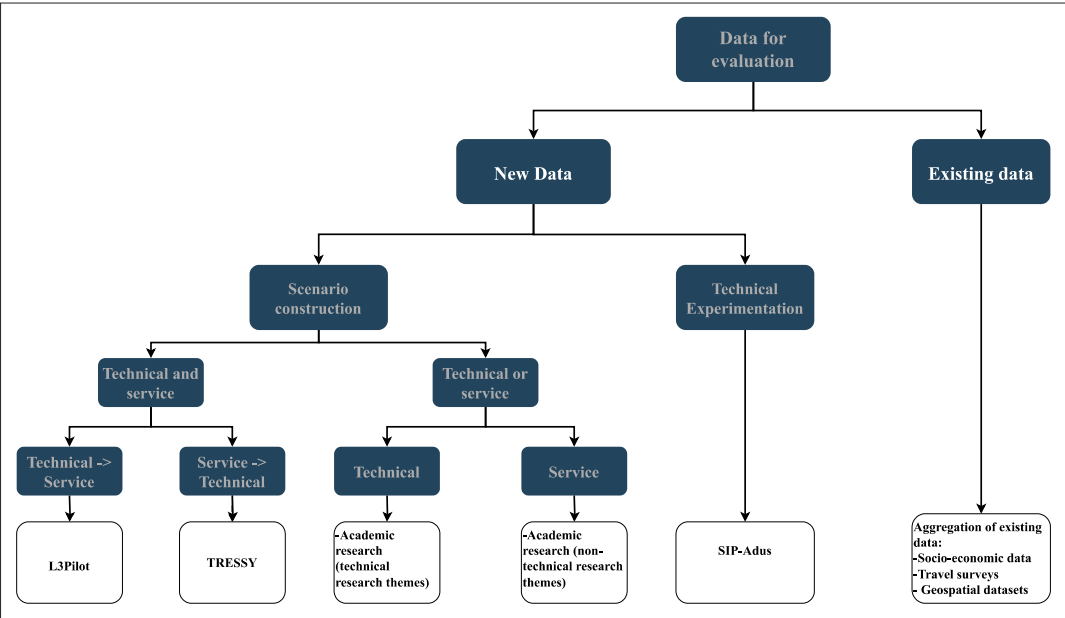 Data for
evaluation
New Data
Existing data
Scenario
construction
Technical
Experimentation
Technical and
service
Technical or
service
Technical ->
Service
Service ->
Technical
Technical
Service
L3Pilot
TRESSY
-Academic
research
(technical
research themes)
-Academic
research (non-
technical research
themes)
SIP-Adus
Aggregation of existing
data:
-Socio-economic data
-Travel surveys
- Geospatial datasets